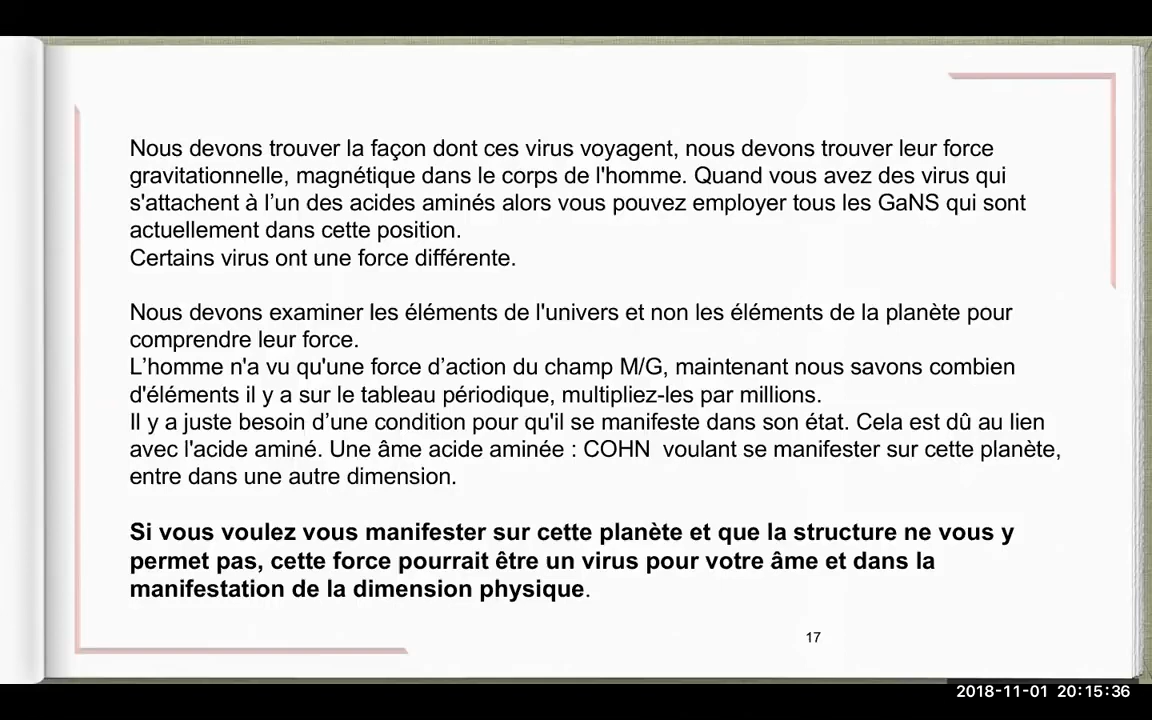 Nous devons trouver la façon dont ces virus voyagent, nous devons trouver leur force
gravitationnelle, magnétique dans le corps de l'homme. Quand vous avez des virus qui
s'attachent à l’un des acides aminés alors vous pouvez employer tous les GaNS qui sont
actuellement dans cette position.
Certains virus ont une force différente.
Nous devons examiner les éléments de l'univers et non les éléments de la planète pour
comprendre leur force.
L’homme n'a vu qu'une force d’action du champ M/G, maintenant nous savons combien
d'éléments il y a sur le tableau périodique, multipliez-les par millions.
Il y a juste besoin d’une condition pour qu'il se manifeste dans son état. Cela est dû au lien
avec l'acide aminé. Une âme acide aminée : COHN  voulant se manifester sur cette planète,
entre dans une autre dimension.
Si vous voulez vous manifester sur cette planète et que la structure ne vous y
permet pas, cette force pourrait être un virus pour votre âme et dans la
manifestation de la dimension physique.
17
2018-11-01 20:15:36